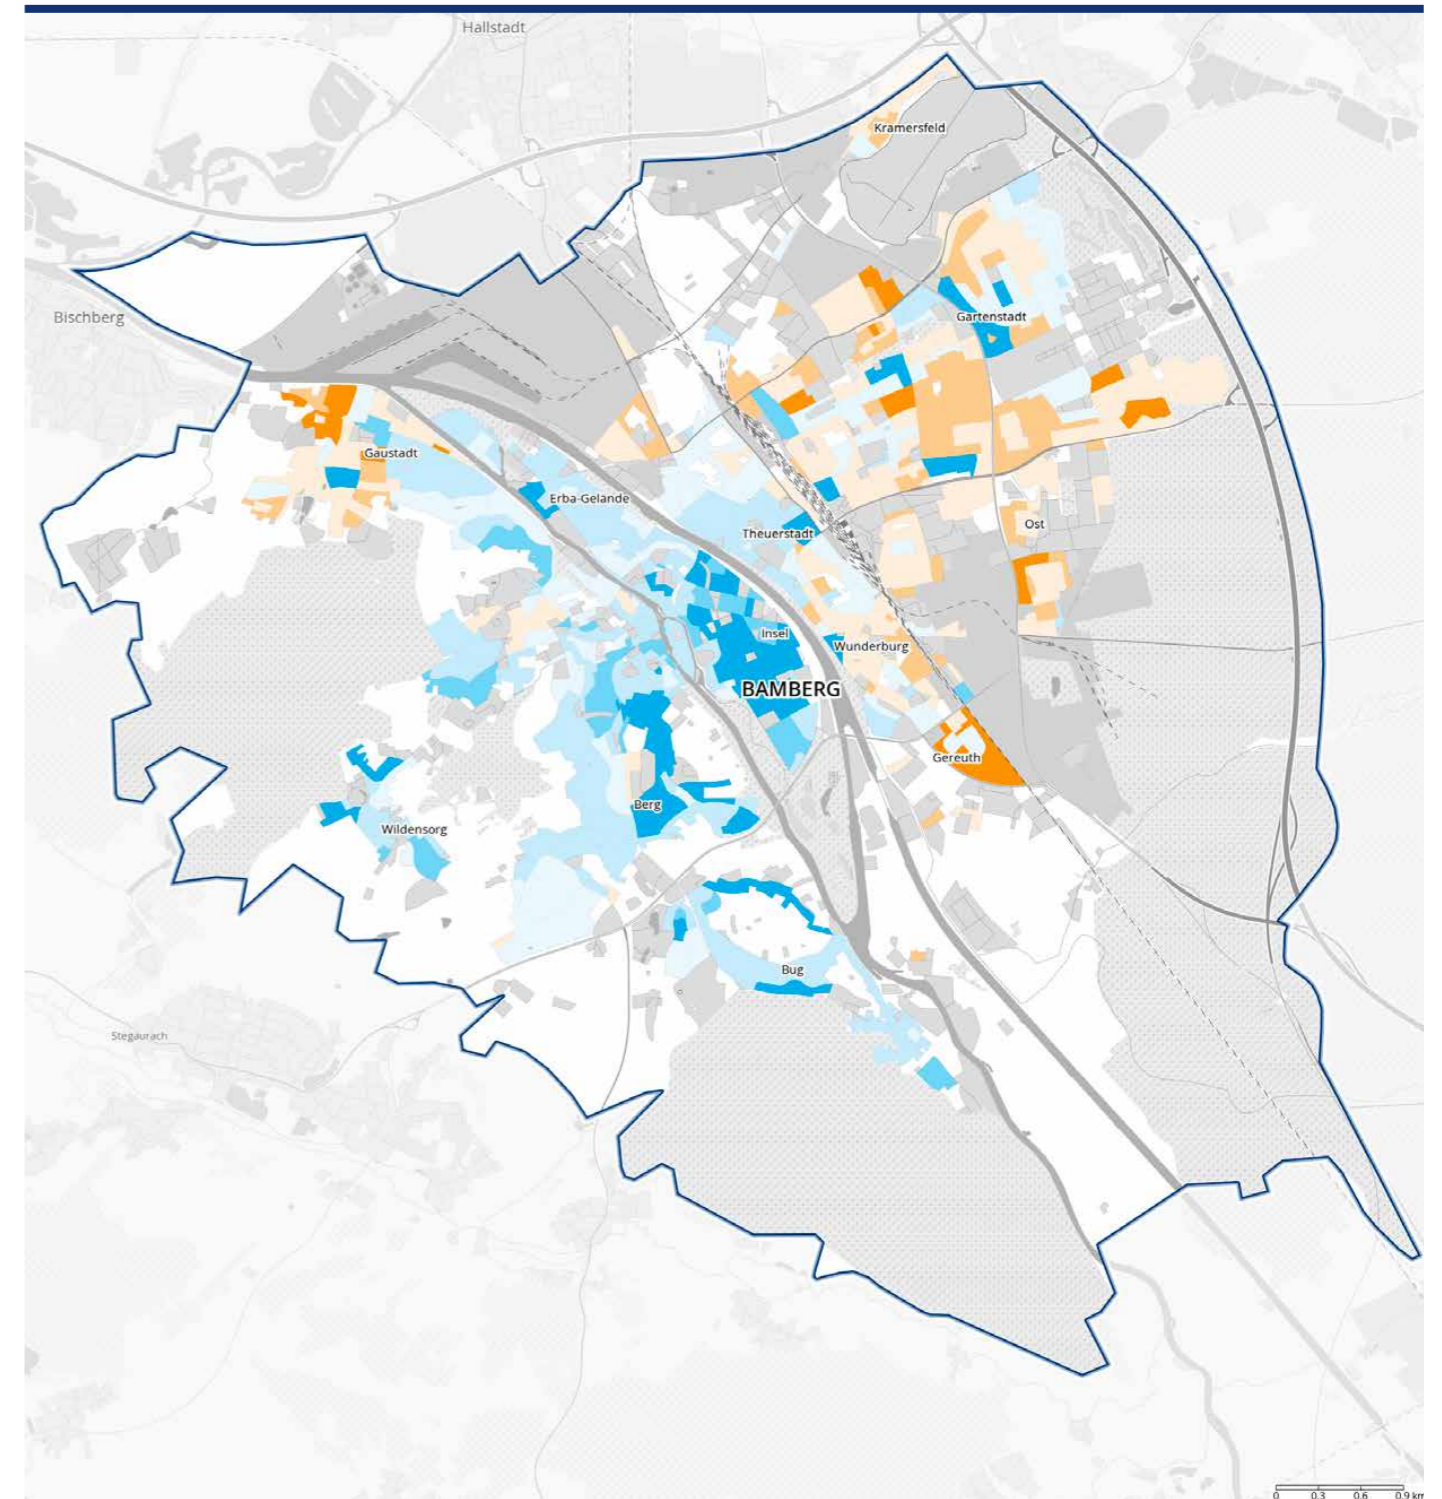 Hallstadt
Kramersfeld
Bischberg
Gartenstadt
Gaustadt
Erba-Gelände
Ost
Theuerstadt
Insel
Wunderburg
BAMBERG
Gereuth
Berg
Wildensorg
Bug
Stegaurach
0 0.3 0.6 0.9 km